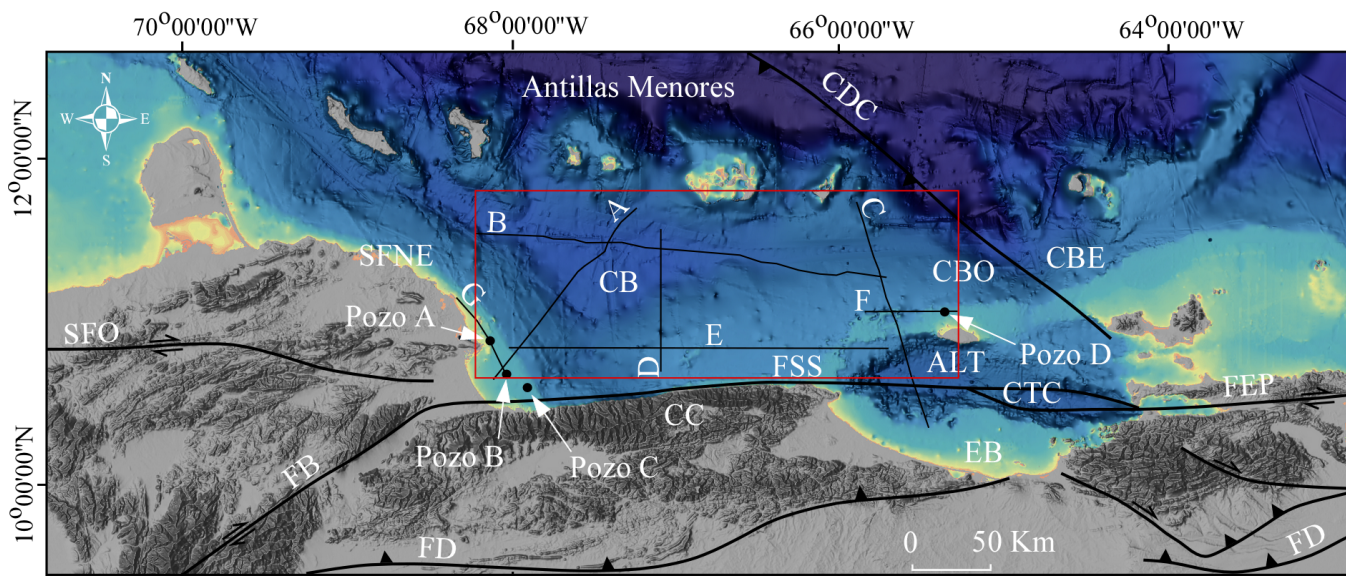 70°00'00"W
68°00'00"W
66°00'00"W
64°00'00"W
12°00'00"N
10°00'00"N
N
W
E
S
Antillas Menores
CDC
A
B
C
CB
CBO
CBE
SFNE
C
Pozo A
F
SFO
E
D
FSS
ALT
Pozo D
CTC
FEP
CC
Pozo B
Pozo C
EB
FB
FD
0
50 Km
FD